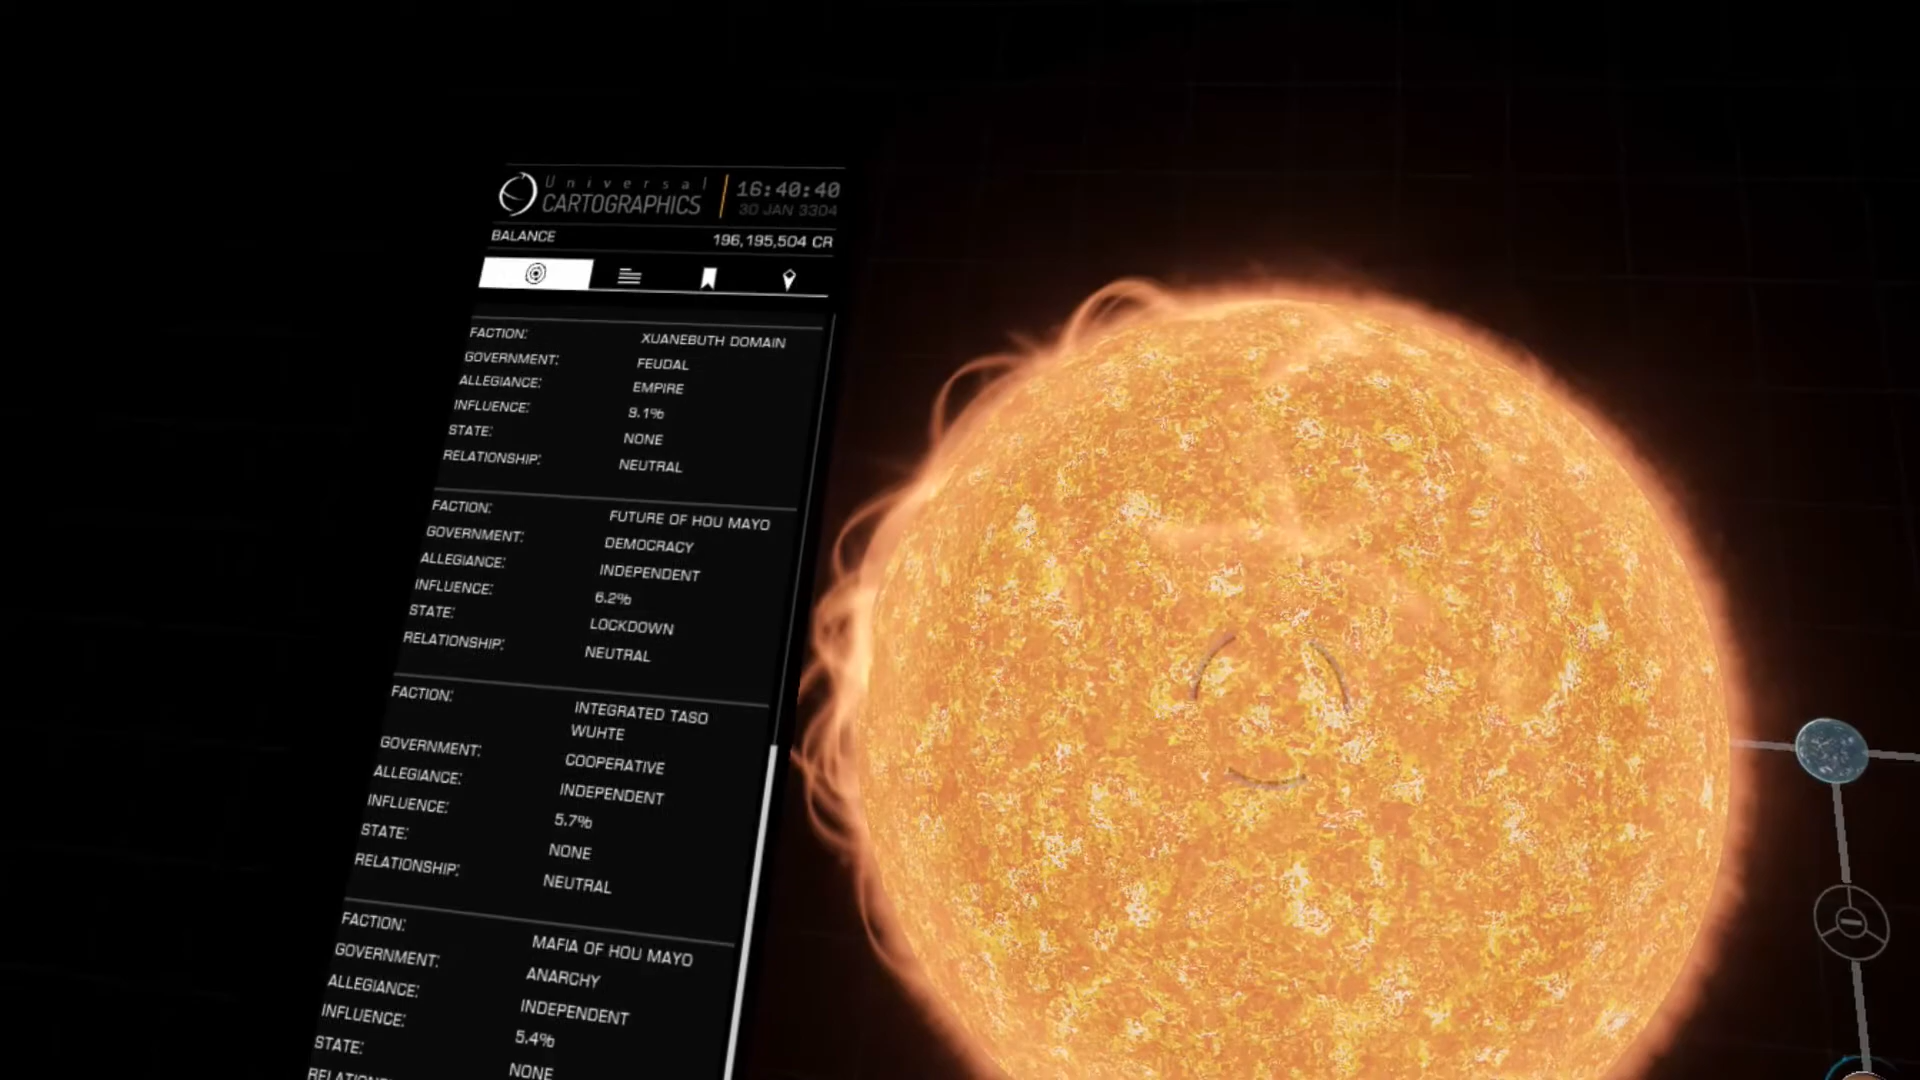 Universal
CARTOGRAPHICS
16:40:40
30 JAN 3304
BALANCE 196,195,504 CR
FACTION: XUANEBUTH DOMAIN
GOVERNMENT: FEUDAL
ALLEGIANCE: EMPIRE
INFLUENCE: 9.1%
STATE: NONE
RELATIONSHIP: NEUTRAL
FACTION: FUTURE OF HOU MAYO
GOVERNMENT: DEMOCRACY
ALLEGIANCE: INDEPENDENT
INFLUENCE: 6.2%
STATE: LOCKDOWN
RELATIONSHIP: NEUTRAL
FACTION: INTEGRATED TASO
WUHTE
GOVERNMENT: COOPERATIVE
ALLEGIANCE: INDEPENDENT
INFLUENCE: 5.7%
STATE: NONE
RELATIONSHIP: NEUTRAL
FACTION: MAFIA OF HOU MAYO
GOVERNMENT: ANARCHY
ALLEGIANCE: INDEPENDENT
INFLUENCE: 5.4%
STATE: NONE